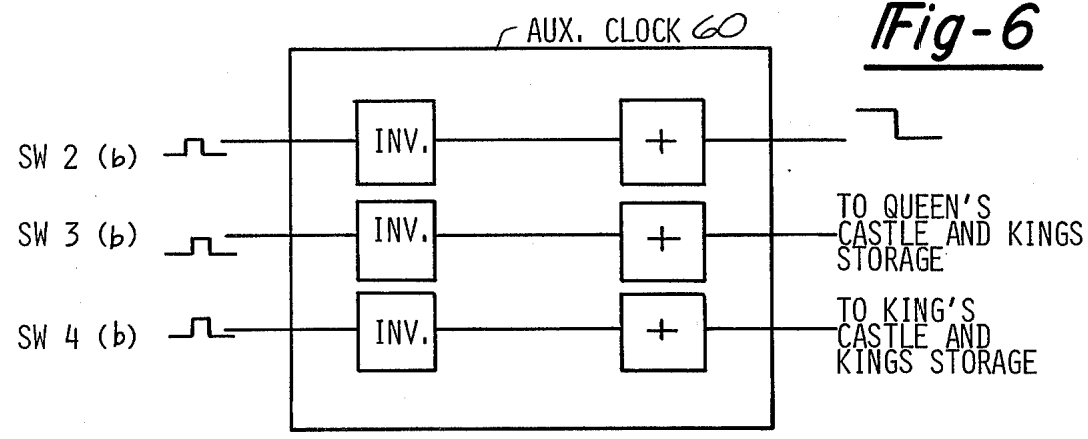 Fig-6
AUX. CLOCK 60
SW 2 (b)
INV.
+
SW 3 (b)
INV.
+
TO QUEEN'S
CASTLE AND KINGS
STORAGE
SW 4 (b)
INV.
+
TO KING'S
CASTLE AND
KINGS STORAGE